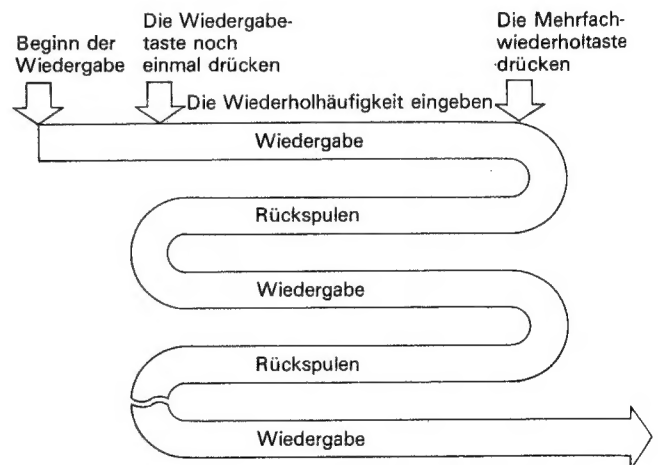 Beginn der
Wiedergabe
Die Wiedergabe-
taste noch
einmal drücken
Die Mehrfach-
wiederholtaste
drücken
Die Wiederholhäufigkeit eingeben
Wiedergabe
Rückspulen
Wiedergabe
Rückspulen
Wiedergabe